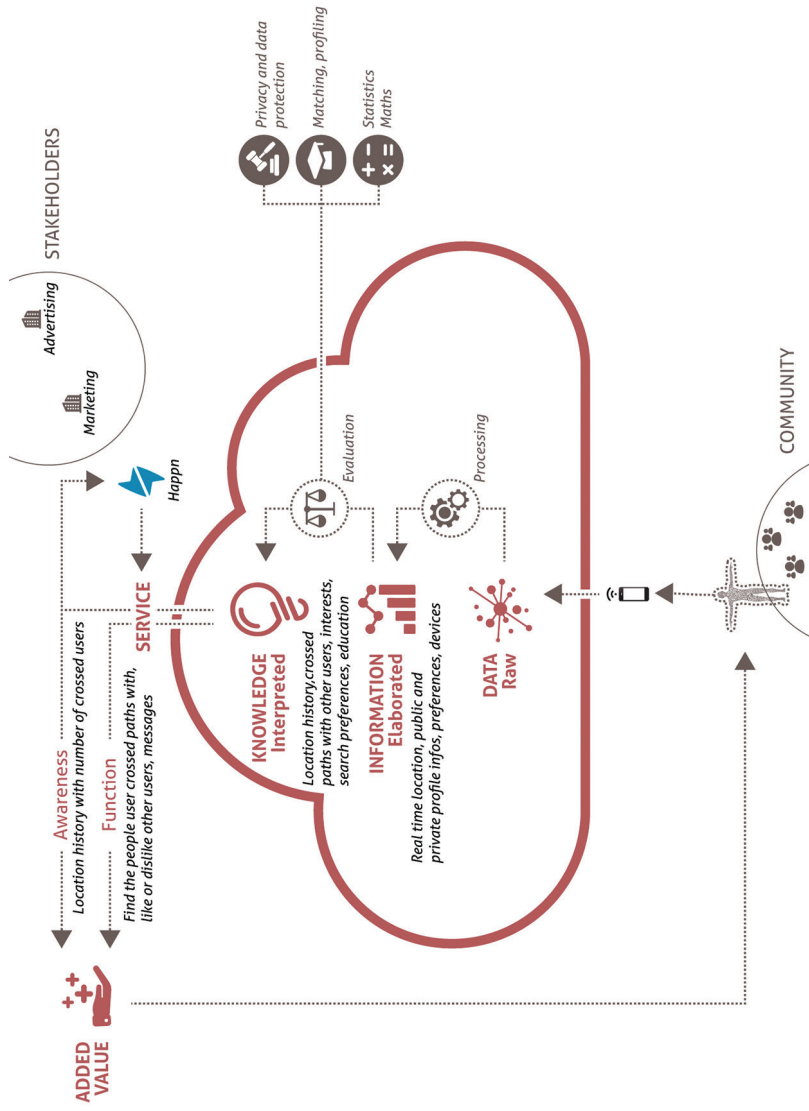 ADDED
VALUE
Awareness
Location history with number of crossed users
Function
Find the people user crossed paths with,
like or dislike other users, messages
SERVICE
Happn
Marketing
Advertising
STAKEHOLDERS
KNOWLEDGE
Interpreted
Location history,crossed
paths with other users, interests,
search preferences, education
Evaluation
Privacy and data
protection
Matching, profiling
Statistics
Maths
INFORMATION
Elaborated
Real time location, public and
private profile infos, preferences, devices
Processing
DATA
Raw
COMMUNITY